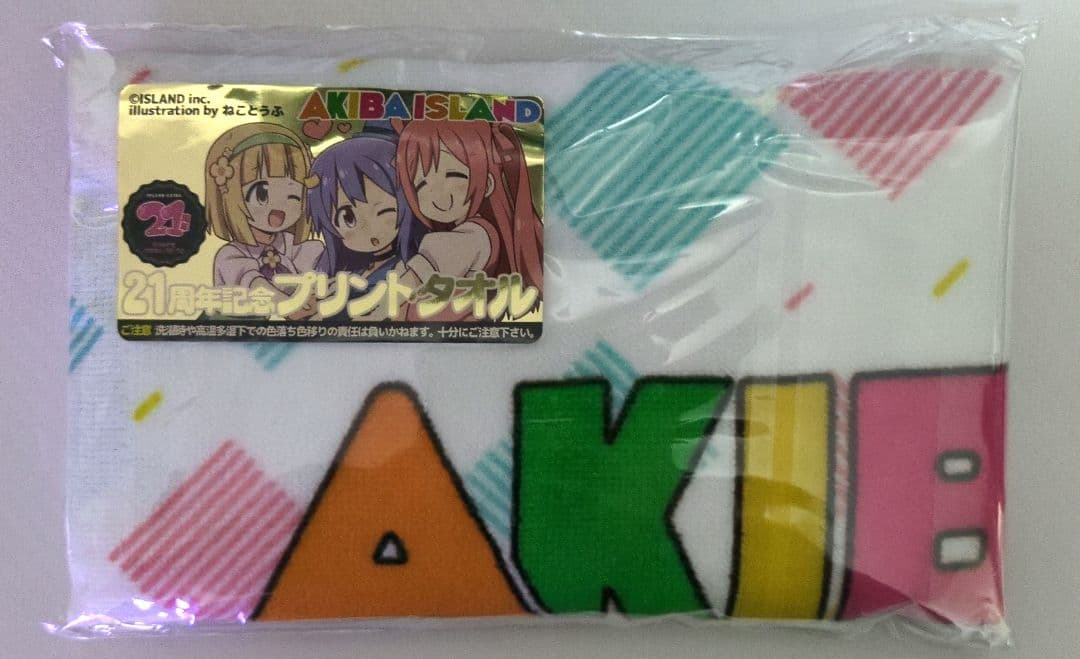 ©ISLAND inc.
illustration by ねことうふ
AKIBA ISLAND
21
21周年記念プリントタオル
ご注意 洗濯時や高温多湿下での色落ち色移りの責任は負いかねます。十分にご注意下さい。
AKIB